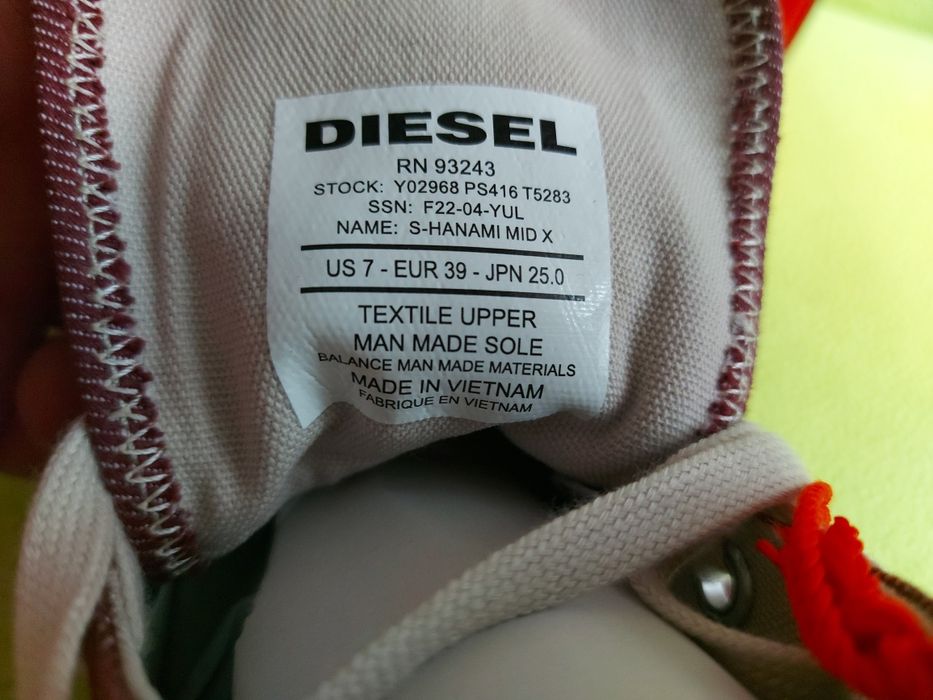 DIESEL
RN 93243
STOCK: Y02968 PS416 T5283
SSN: F22-04-YUL
NAME: S-HANAMI MID X
US 7 - EUR 39 - JPN 25.0
TEXTILE UPPER
MAN MADE SOLE
BALANCE MAN MADE MATERIALS
MADE IN VIETNAM
FABRIQUE EN VIETNAM